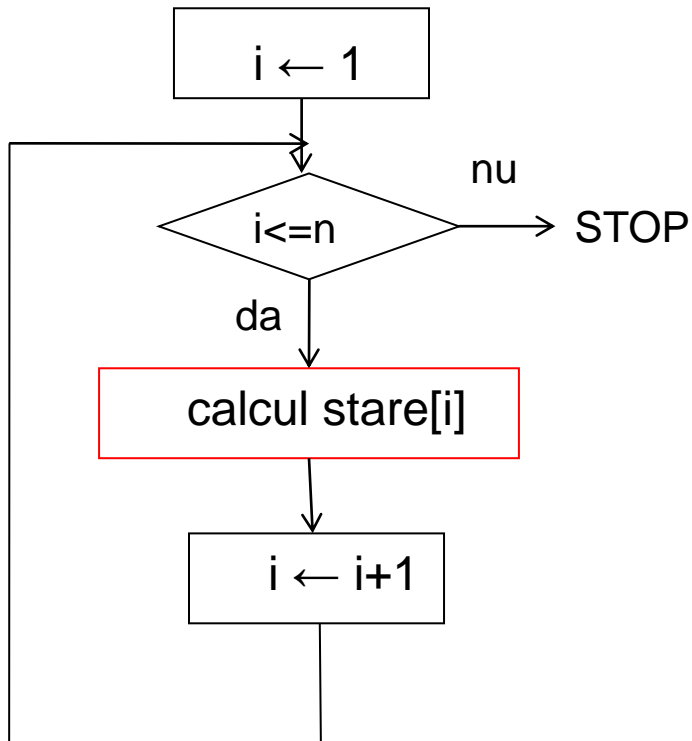 i ← 1
nu
i<=n
STOP
da
calcul stare[i]
i ← i+1